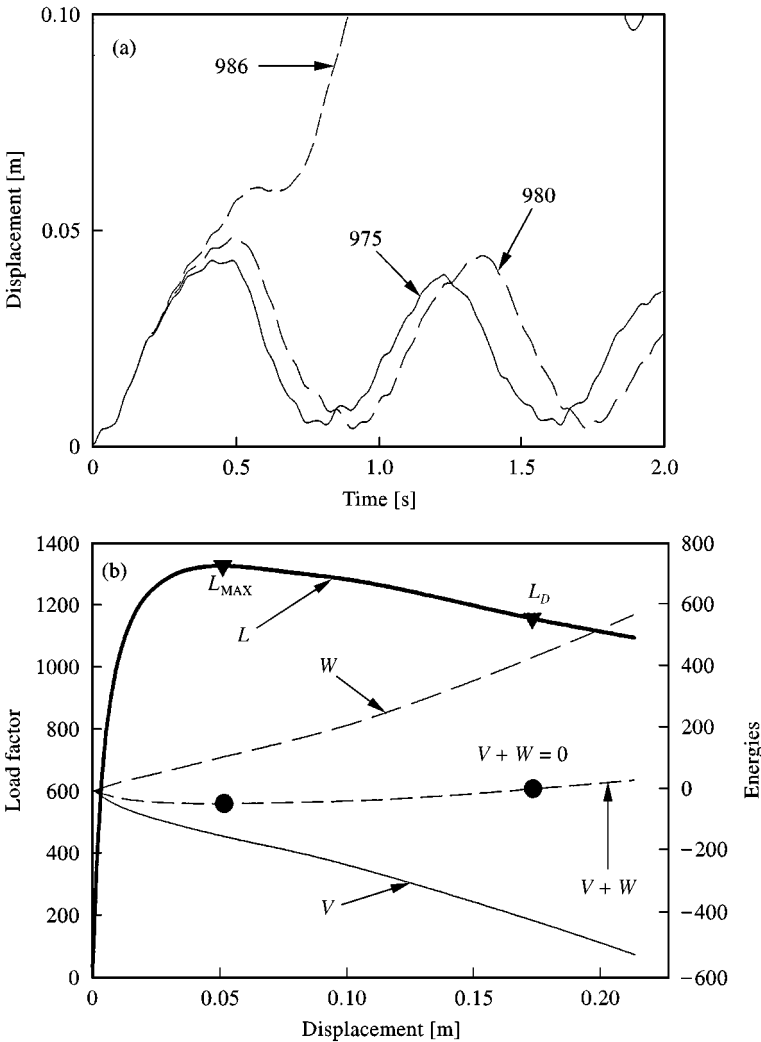 0.10
(a)
986
Displacement [m]
0.05
975
980
0
0
0.5
1.0
1.5
2.0
Time [s]
1400
800
(b)
L_MAX
L_D
1200
600
L
1000
W
400
800
200
Load factor
V + W = 0
Energies
600
0
400
−200
V
V + W
200
−400
0
−600
0
0.05
0.10
0.15
0.20
Displacement [m]